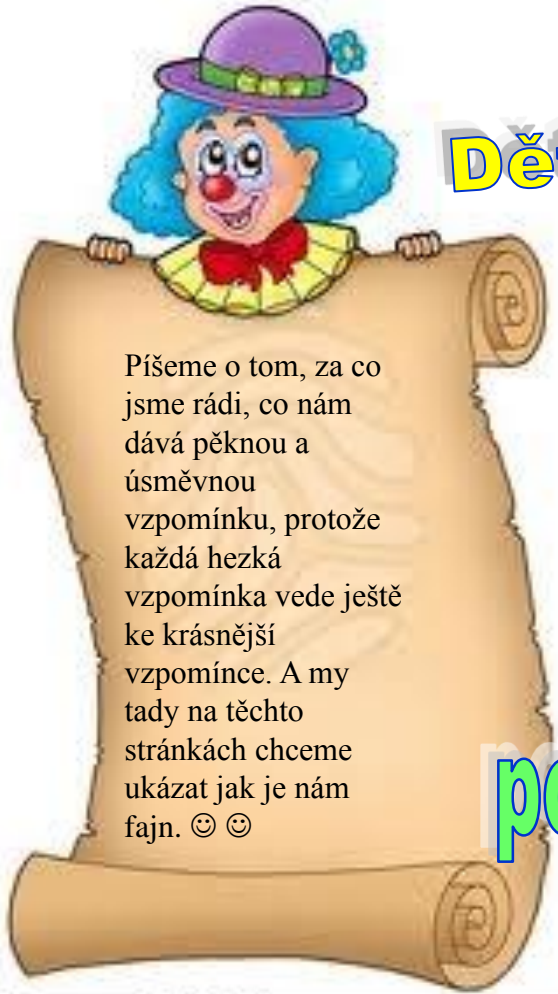 Dě
Píšeme o tom, za co
jsme rádi, co nám
dává pěknou a
úsměvnou
vzpomínku, protože
každá hezká
vzpomínka vede ještě
ke krásnější
vzpomínce. A my
tady na těchto
stránkách chceme
ukázat jak je nám
fajn. ☺ ☺